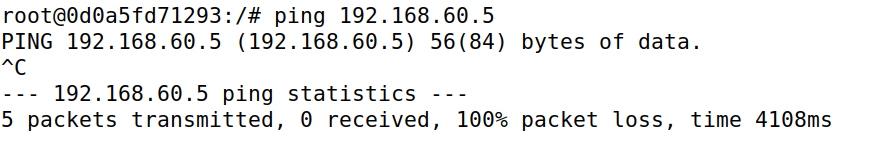 root@0d0a5fd71293:/# ping 192.168.60.5
PING 192.168.60.5 (192.168.60.5) 56(84) bytes of data.
^C
--- 192.168.60.5 ping statistics ---
5 packets transmitted, 0 received, 100% packet loss, time 4108ms